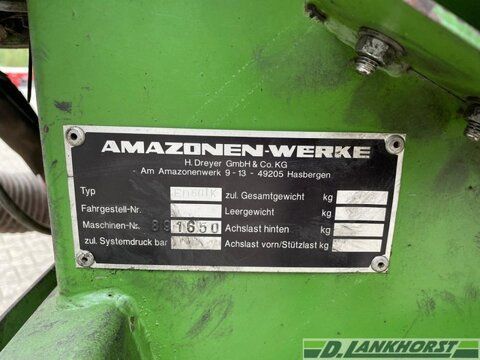 AMAZONEN-WERKE
H. Dreyer GmbH & Co. KG
Am Amazonenwerk 9 - 13 - 49205 Hasbergen
Typ zul. Gesamtgewicht kg
Fahrgestell-Nr. Leergewicht kg
Maschinen-Nr. 1650 Achslast hinten kg
zul. Systemdruck bar Achslast vorn/Stützlast kg
D. LANKHORST